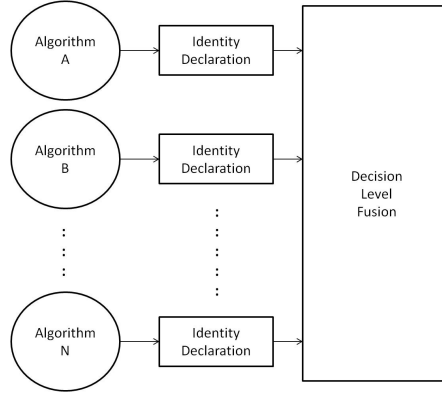 Algorithm
A
Identity
Declaration
Algorithm
B
Identity
Declaration
Decision
Level
Fusion
Algorithm
N
Identity
Declaration